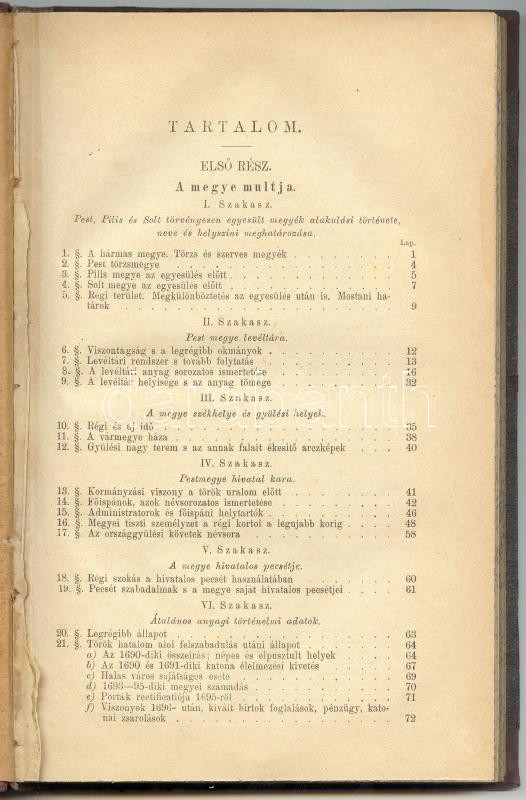 TARTALOM.
ELSŐ RÉSZ.
A megye multja.
I. Szakasz.
Pest, Pilis és Solt törvényesen egyesült megyék alakulási története,
neve és helyszini meghatározása.
Lap.
1. §. A hármas megye. Törzs és szerves megyék . . . . . . . 1
2. §. Pest törzsmegye . . . . . . . 4
3. §. Pilis megye az egyesülés előtt . . . . . . . 5
4. §. Solt megye az egyesülés előtt . . . . . . . 7
5. §. Régi terület. Megkülönböztetés az egyesülés után is. Mostani ha-
tárok . . . . . . . 9
II. Szakasz.
Pest megye levéltára.
6. §. Viszontagság s a legrégibb okmányok . . . . . . . 12
7. §. Levéltári rendszer s tovább folytatás . . . . . . . 13
8. §. A levéltári anyag sorozatos ismertetése . . . . . . . 16
9. §. A levéltár helyisége s az anyag tömege . . . . . . . 32
III. Szakasz.
A megye székhelye és gyülési helyek.
10. §. Régi és uj idő . . . . . . . 35
11. §. A vármegye háza . . . . . . . 38
12. §. Gyülési nagy terem s az annak falait ékesitő arczképek . . . . 40
IV. Szakasz.
Pestmegye hivatal kara.
13. §. Kormányzási viszony a török uralom előtt . . . . . . . 41
14. §. Főispánok, azok névsorozatos ismertetése . . . . . . . 42
15. §. Administratorok és főispáni helytartók . . . . . . . 46
16. §. Megyei tiszti személyzet a régi kortol a legujabb korig . . . . 48
17. §. Az országgyülési követek névsora . . . . . . . 58
V. Szakasz.
A megye hivatalos pecsétje.
18. §. Régi szokás a hivatalos pecsét használatában . . . . . . . 60
19. §. Pecsét szabadalmak s a megye saját hivatalos pecsétjei . . . . 61
VI. Szakasz.
Átalános anyagi történelmi adatok.
20. §. Legrégibb állapot . . . . . . . 63
21. §. Török hatalom alol felszabadulás utáni állapot . . . . . . . 64
a) Az 1690-diki összeirás; népes és elpusztult helyek . . . . 64
b) Az 1690 és 1691-diki katona élelmezési kivetés . . . . 67
c) Halas város sajátságos esete . . . . . . . 69
d) 1693—95-diki megyei számadás . . . . . . . 70
e) Porták rectificatiója 1695-ről . . . . . . . 71
f) Viszonyok 1696- után, kivált birtok foglalások, pénzügy, kato-
nai zsarolások . . . . . . . 72
darabanth